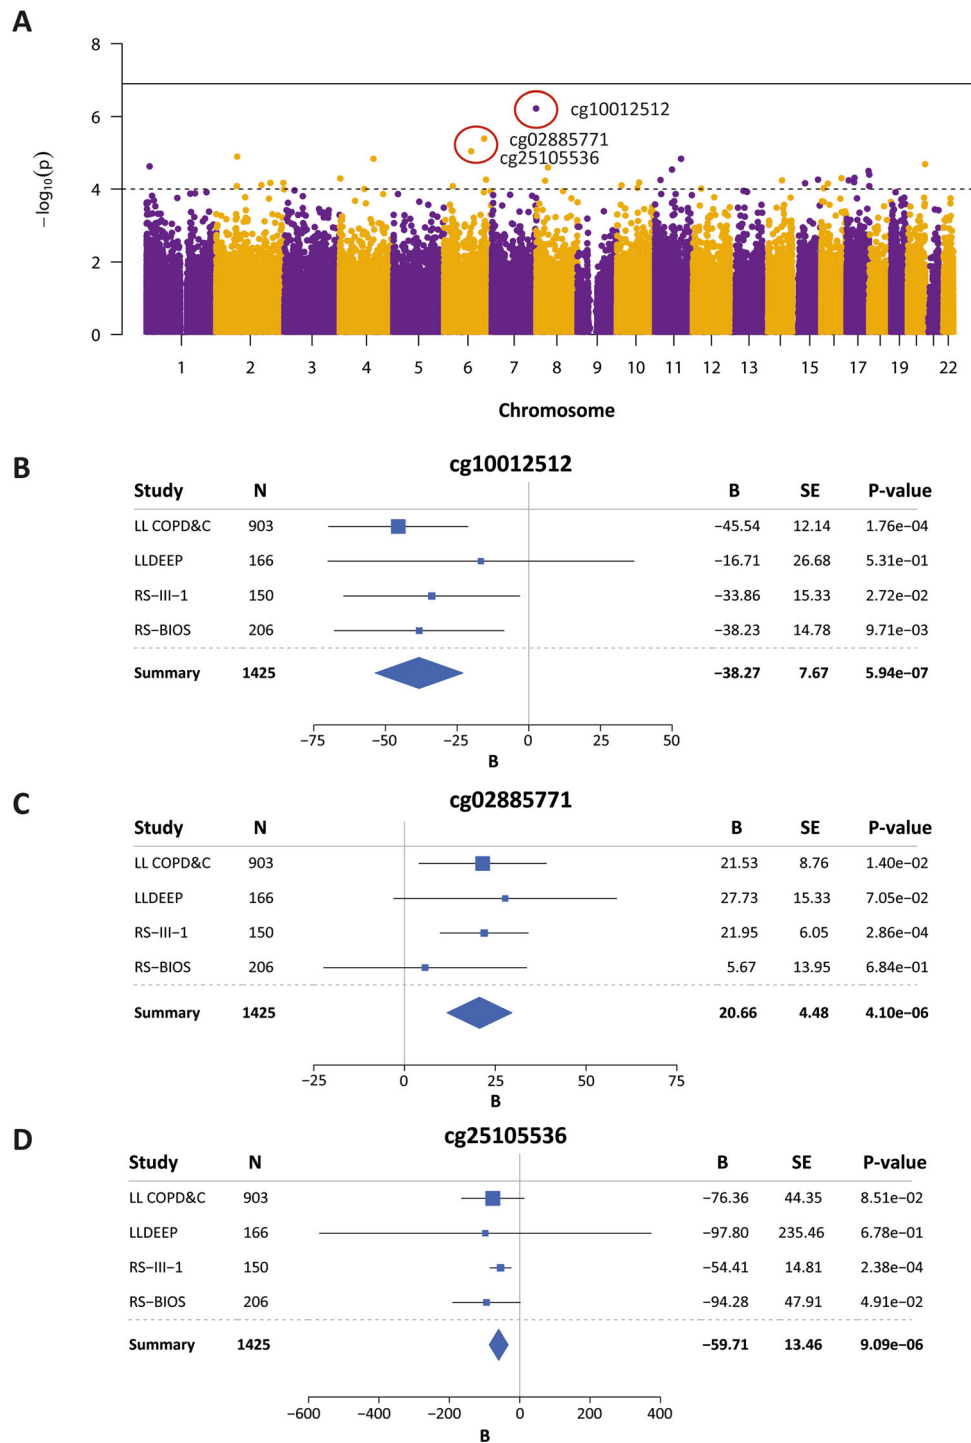 A
8
6
4
2
0
−log10(p)
cg10012512
cg02885771
cg25105536
1 2 3 4 5 6 7 8 9 10 11 12 13 15 17 19 22
Chromosome
B
cg10012512
Study N B SE P-value
LL COPD&C 903 −45.54 12.14 1.76e−04
LLDEEP 166 −16.71 26.68 5.31e−01
RS−III−1 150 −33.86 15.33 2.72e−02
RS−BIOS 206 −38.23 14.78 9.71e−03
Summary 1425 −38.27 7.67 5.94e−07
−75 −50 −25 0 25 50
B
C
cg02885771
Study N B SE P-value
LL COPD&C 903 21.53 8.76 1.40e−02
LLDEEP 166 27.73 15.33 7.05e−02
RS−III−1 150 21.95 6.05 2.86e−04
RS−BIOS 206 5.67 13.95 6.84e−01
Summary 1425 20.66 4.48 4.10e−06
−25 0 25 50 75
B
D
cg25105536
Study N B SE P-value
LL COPD&C 903 −76.36 44.35 8.51e−02
LLDEEP 166 −97.80 235.46 6.78e−01
RS−III−1 150 −54.41 14.81 2.38e−04
RS−BIOS 206 −94.28 47.91 4.91e−02
Summary 1425 −59.71 13.46 9.09e−06
−600 −400 −200 0 200 400
B